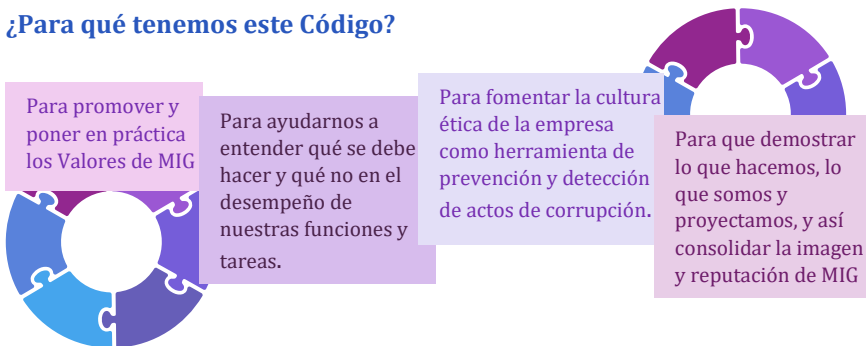 ¿Para qué tenemos este Código?
Para promover y
poner en práctica
los Valores de MIG
Para ayudarnos a
entender qué se debe
hacer y qué no en el
desempeño de
nuestras funciones y
tareas.
Para fomentar la cultura
ética de la empresa
como herramienta de
prevención y detección
de actos de corrupción.
Para que demostrar
lo que hacemos, lo
que somos y
proyectamos, y así
consolidar la imagen
y reputación de MIG